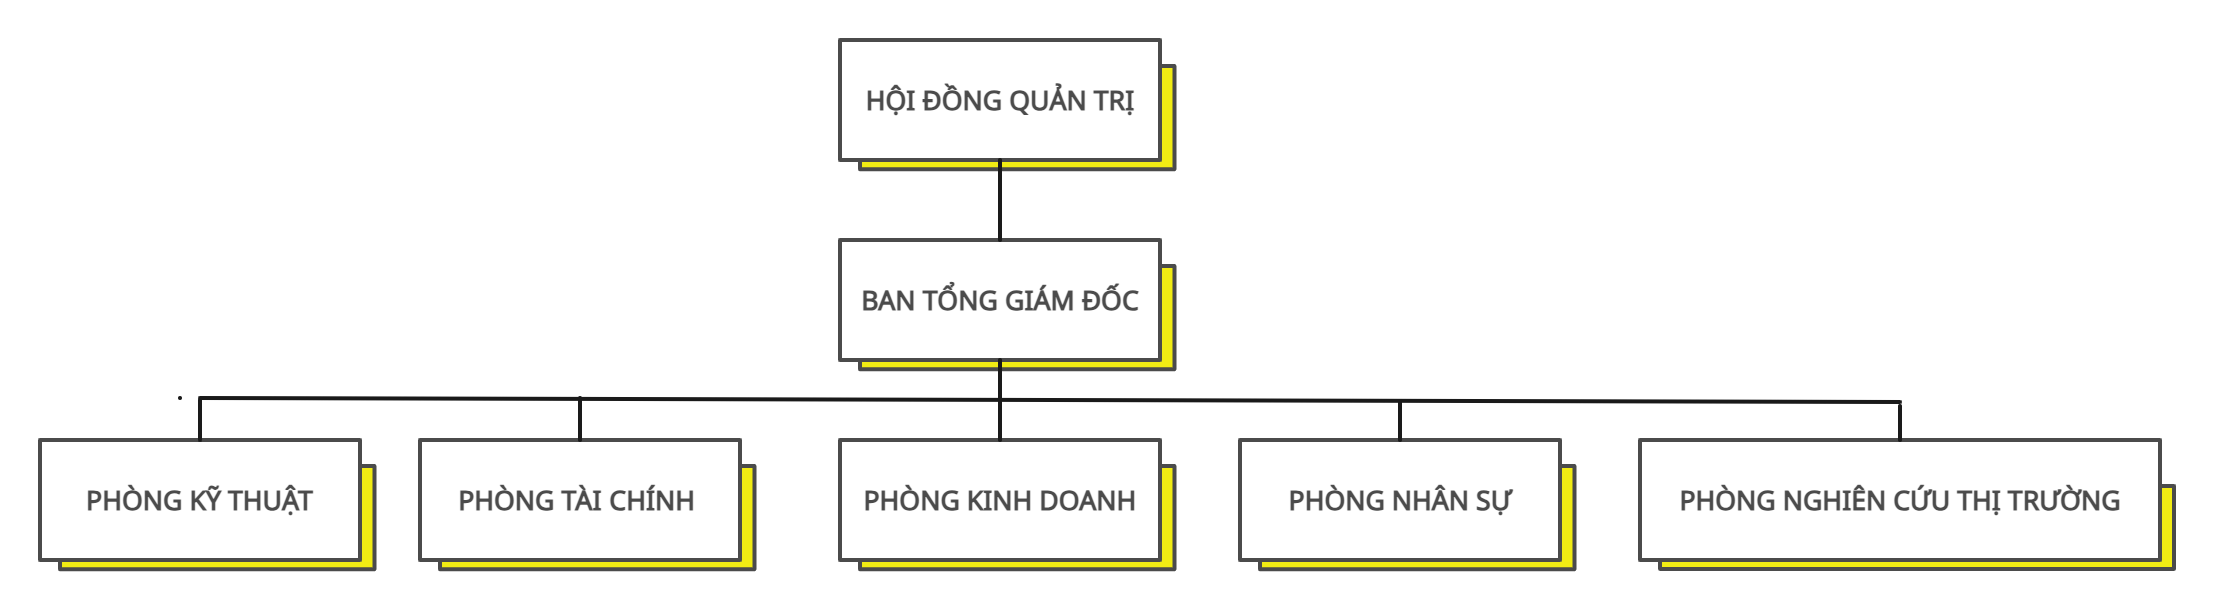 HỘI ĐỒNG QUẢN TRỊ
BAN TỔNG GIÁM ĐỐC
PHÒNG KỸ THUẬT
PHÒNG TÀI CHÍNH
PHÒNG KINH DOANH
PHÒNG NHÂN SỰ
PHÒNG NGHIÊN CỨU THỊ TRƯỜNG